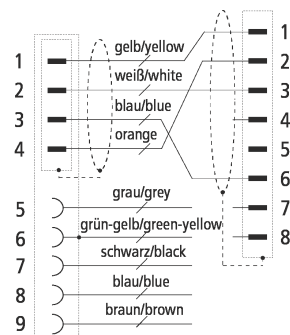 gelb/yellow
1
1
weiß/white
2
2
blau/blue
3
3
orange
4
4
5
6
grau/grey
5
7
grün-gelb/green-yellow
6
8
schwarz/black
7
blau/blue
8
braun/brown
9